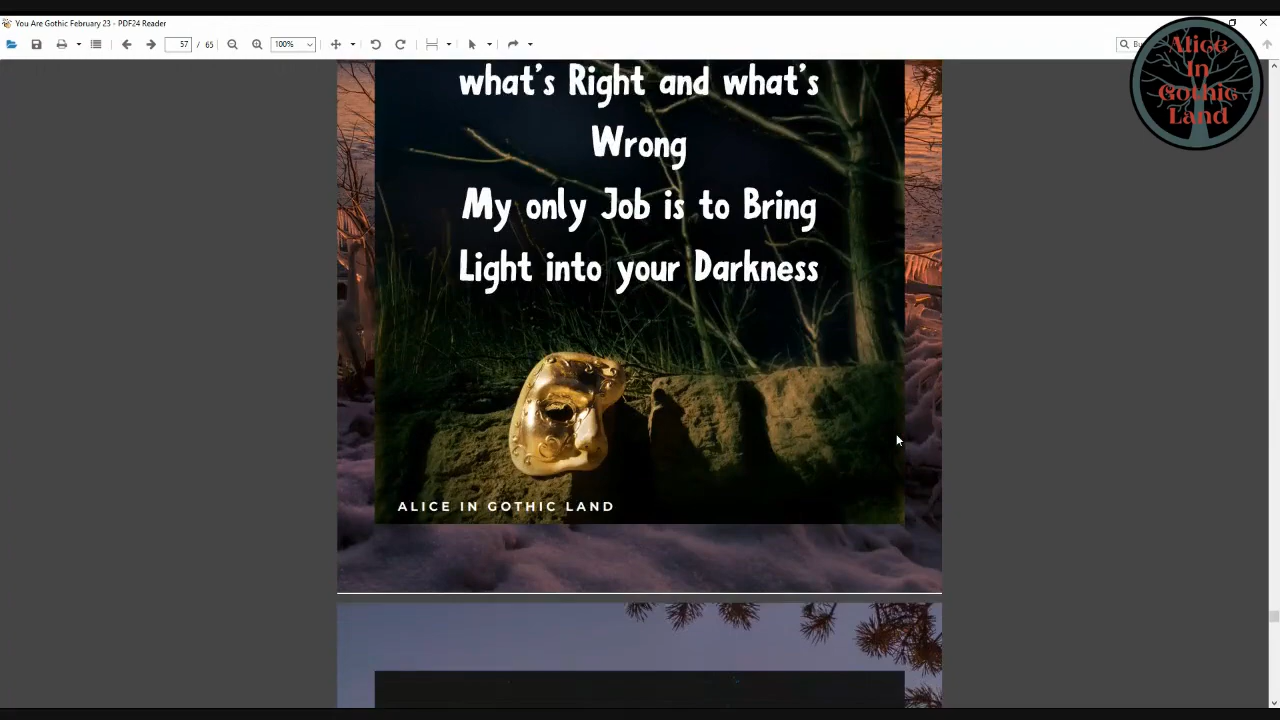 You Are Gothic February 23 - PDF24 Reader
57 / 65
100%
Alice
In
Gothic
Land
what's Right and what's
Wrong
My only Job is to Bring
Light into your Darkness
ALICE IN GOTHIC LAND